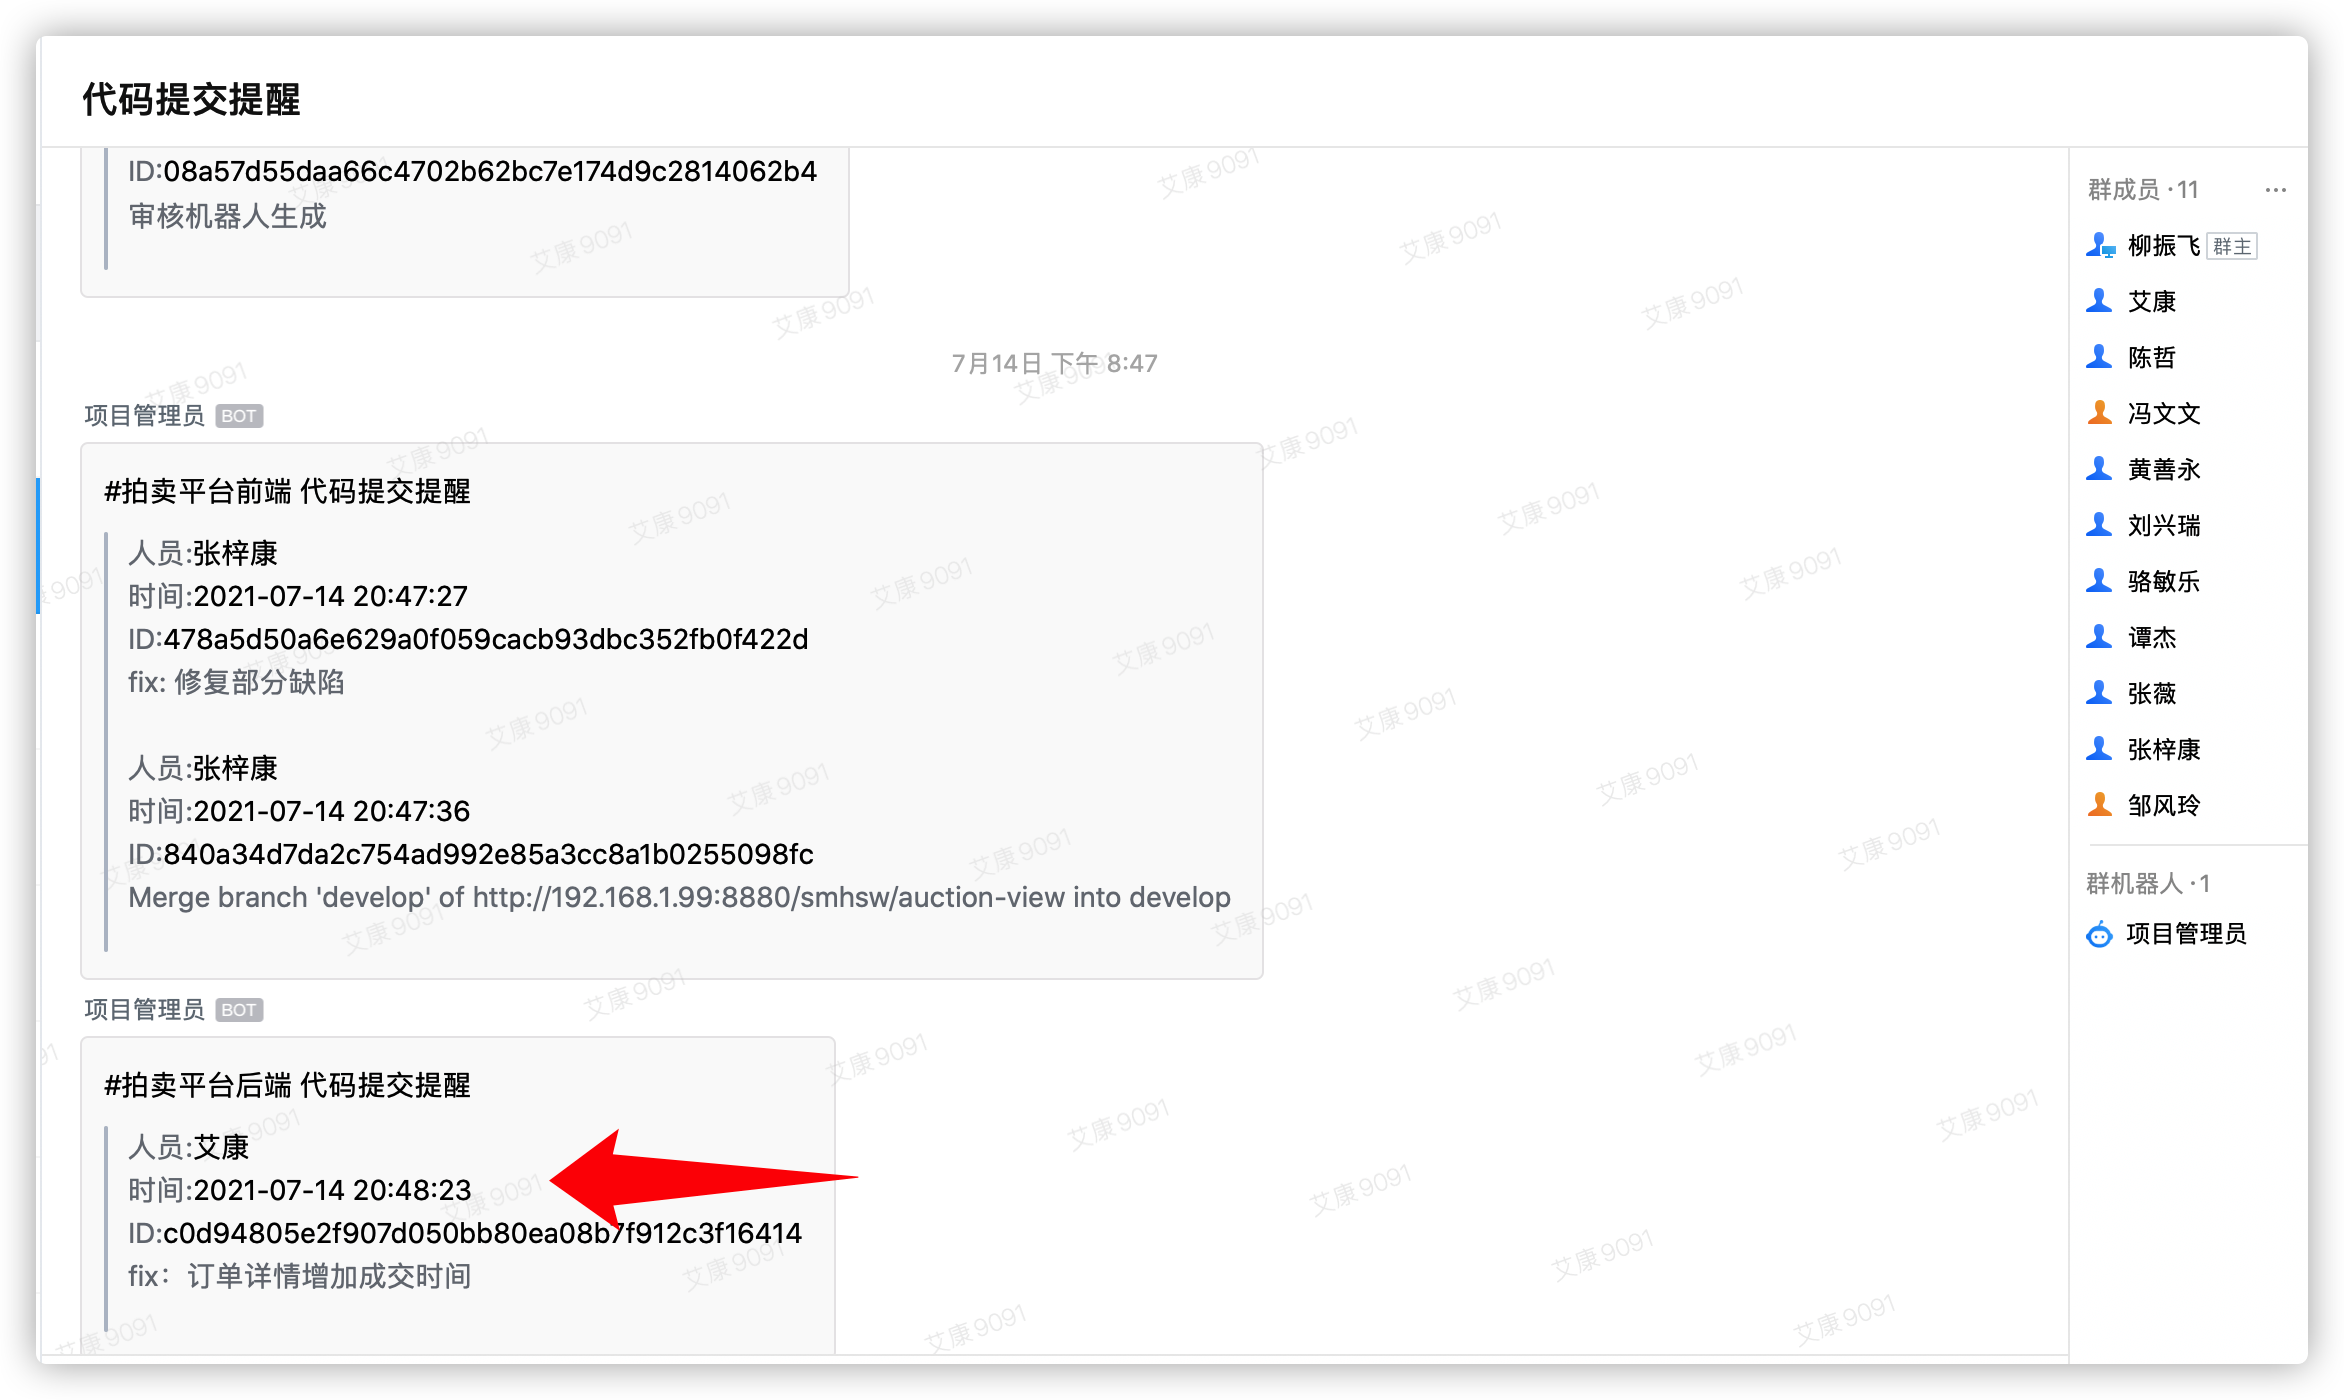 代码提交提醒
ID:08a57d55daa66c4702b62bc7e174d9c2814062b4
审核机器人生成
7月14日 下午 8:47
项目管理员 BOT
#拍卖平台前端 代码提交提醒
人员:张梓康
时间:2021-07-14 20:47:27
ID:478a5d50a6e629a0f059cacb93dbc352fb0f422d
fix: 修复部分缺陷
人员:张梓康
时间:2021-07-14 20:47:36
ID:840a34d7da2c754ad992e85a3cc8a1b0255098fc
Merge branch 'develop' of http://192.168.1.99:8880/smhsw/auction-view into develop
项目管理员 BOT
#拍卖平台后端 代码提交提醒
人员:艾康
时间:2021-07-14 20:48:23
ID:c0d94805e2f907d050bb80ea08b7f912c3f16414
fix：订单详情增加成交时间
群成员 · 11
柳振飞 群主
艾康
陈哲
冯文文
黄善永
刘兴瑞
骆敏乐
谭杰
张薇
张梓康
邹风玲
群机器人 · 1
项目管理员
艾康9091